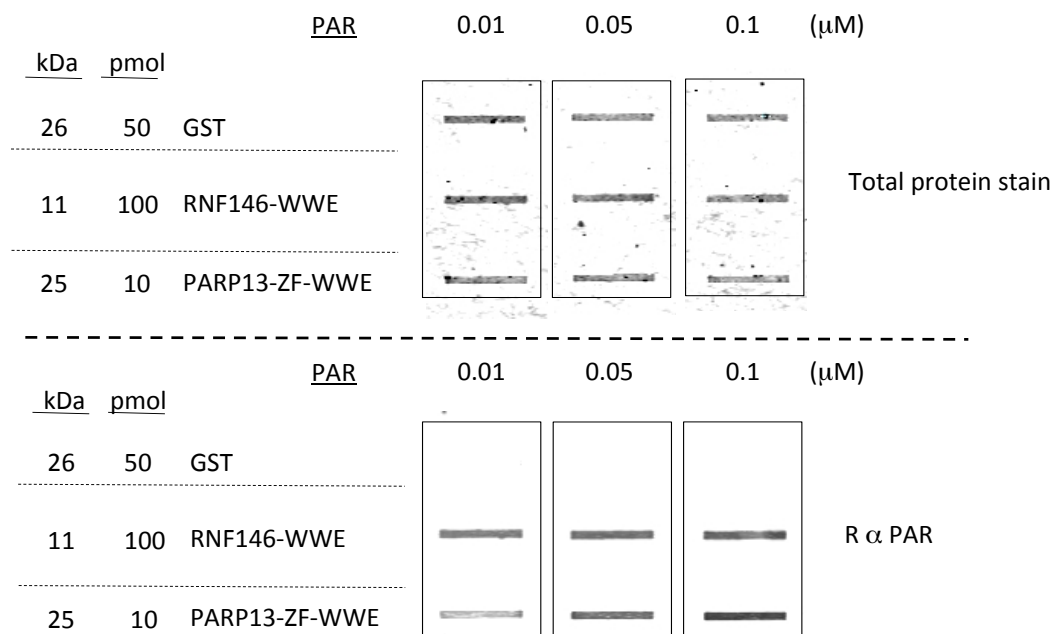 PAR 0.01 0.05 0.1 (μM)
kDa pmol
26 50 GST
11 100 RNF146-WWE
Total protein stain
25 10 PARP13-ZF-WWE
PAR 0.01 0.05 0.1 (μM)
kDa pmol
26 50 GST
11 100 RNF146-WWE
R α PAR
25 10 PARP13-ZF-WWE